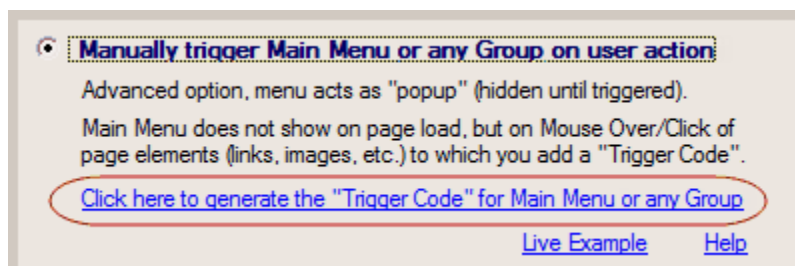 Manually trigger Main Menu or any Group on user action
Advanced option, menu acts as "popup" (hidden until triggered).
Main Menu does not show on page load, but on Mouse Over/Click of
page elements (links, images, etc.) to which you add a "Trigger Code".
Click here to generate the "Trigger Code" for Main Menu or any Group
Live Example Help